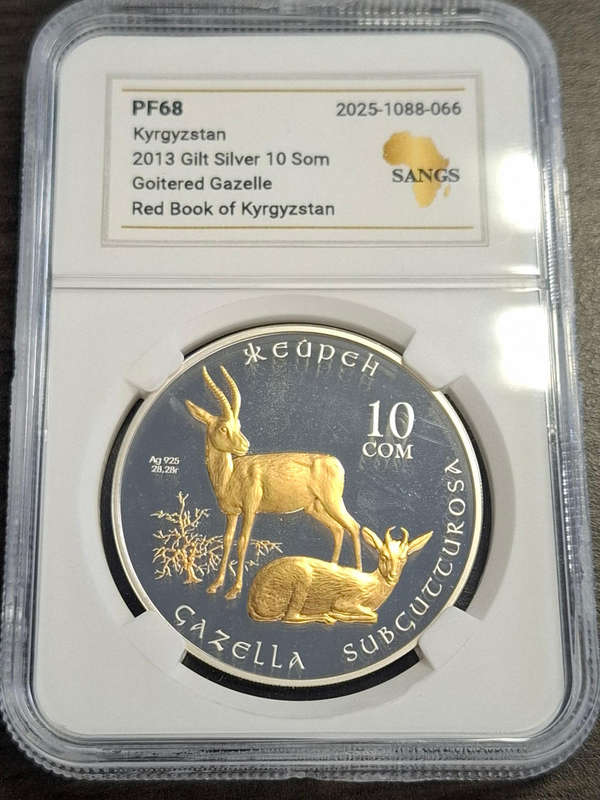 PF68
2025-1088-066
Kyrgyzstan
2013 Gilt Silver 10 Som
Goitered Gazelle
Red Book of Kyrgyzstan
SANGS
ЖЕЙРЕН
10
СОМ
Ag 925
28,28г
GAZELLA SUBGUTTUROSA